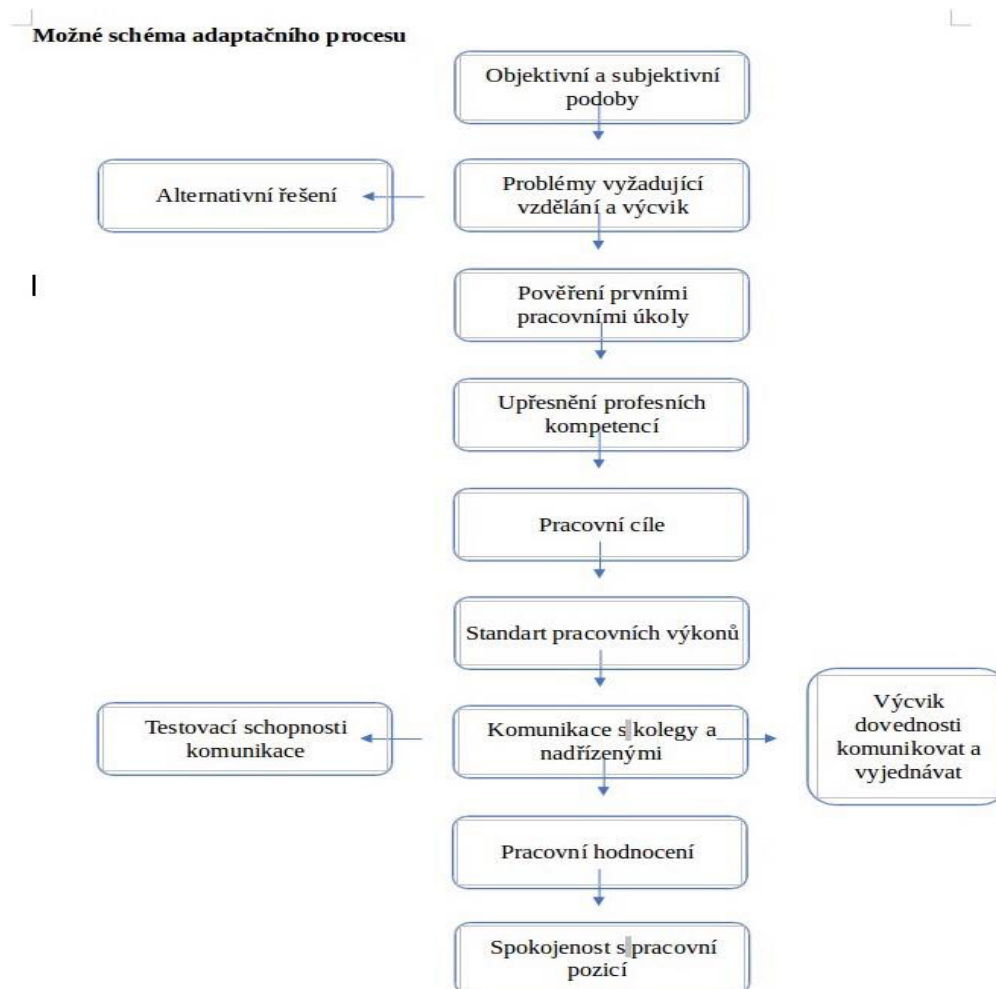 Možné schéma adaptačního procesu
Objektivní a subjektivní
podoby
Alternativní řešení
Problémy vyžadující
vzdělání a výcvik
Pověření prvními
pracovními úkoly
Upřesnění profesních
kompetencí
Pracovní cíle
Standart pracovních výkonů
Testovací schopnosti
komunikace
Komunikace s kolegy a
nadřízenými
Výcvik
dovednosti
komunikovat a
vyjednávat
Pracovní hodnocení
Spokojenost s pracovní
pozicí